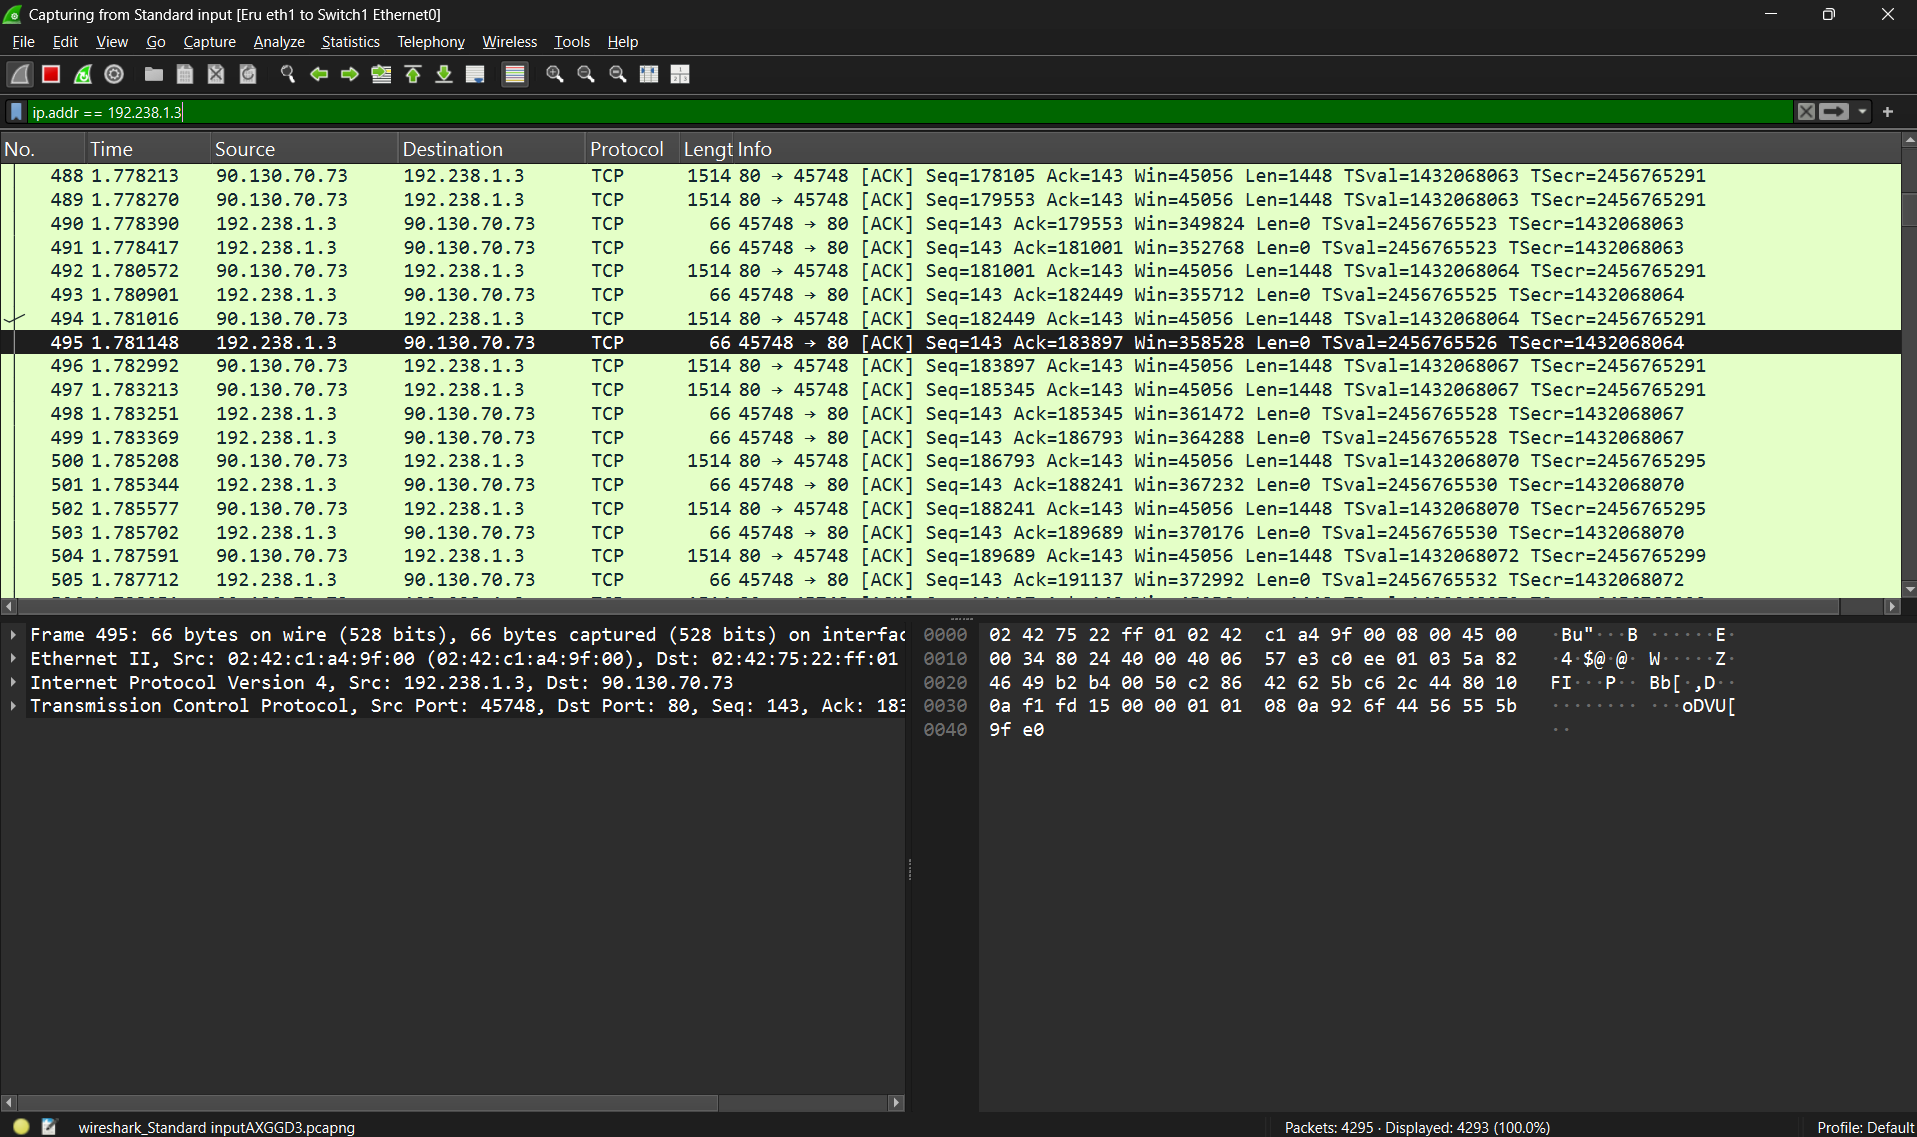 Capturing from Standard input [Eru eth1 to Switch1 Ethernet0]
File Edit View Go Capture Analyze Statistics Telephony Wireless Tools Help
ip.addr == 192.238.1.3
No. Time Source Destination Protocol Lengt Info
488 1.778213 90.130.70.73 192.238.1.3 TCP 1514 80 → 45748 [ACK] Seq=178105 Ack=143 Win=45056 Len=1448 TSval=1432068063 TSecr=2456765291
489 1.778270 90.130.70.73 192.238.1.3 TCP 1514 80 → 45748 [ACK] Seq=179553 Ack=143 Win=45056 Len=1448 TSval=1432068063 TSecr=2456765291
490 1.778390 192.238.1.3 90.130.70.73 TCP 66 45748 → 80 [ACK] Seq=143 Ack=179553 Win=349824 Len=0 TSval=2456765523 TSecr=1432068063
491 1.778417 192.238.1.3 90.130.70.73 TCP 66 45748 → 80 [ACK] Seq=143 Ack=181001 Win=352768 Len=0 TSval=2456765523 TSecr=1432068063
492 1.780572 90.130.70.73 192.238.1.3 TCP 1514 80 → 45748 [ACK] Seq=181001 Ack=143 Win=45056 Len=1448 TSval=1432068064 TSecr=2456765291
493 1.780901 192.238.1.3 90.130.70.73 TCP 66 45748 → 80 [ACK] Seq=143 Ack=182449 Win=355712 Len=0 TSval=2456765525 TSecr=1432068064
494 1.781016 90.130.70.73 192.238.1.3 TCP 1514 80 → 45748 [ACK] Seq=182449 Ack=143 Win=45056 Len=1448 TSval=1432068064 TSecr=2456765291
495 1.781148 192.238.1.3 90.130.70.73 TCP 66 45748 → 80 [ACK] Seq=143 Ack=183897 Win=358528 Len=0 TSval=2456765526 TSecr=1432068064
496 1.782992 90.130.70.73 192.238.1.3 TCP 1514 80 → 45748 [ACK] Seq=183897 Ack=143 Win=45056 Len=1448 TSval=1432068067 TSecr=2456765291
497 1.783213 90.130.70.73 192.238.1.3 TCP 1514 80 → 45748 [ACK] Seq=185345 Ack=143 Win=45056 Len=1448 TSval=1432068067 TSecr=2456765291
498 1.783251 192.238.1.3 90.130.70.73 TCP 66 45748 → 80 [ACK] Seq=143 Ack=185345 Win=361472 Len=0 TSval=2456765528 TSecr=1432068067
499 1.783369 192.238.1.3 90.130.70.73 TCP 66 45748 → 80 [ACK] Seq=143 Ack=186793 Win=364288 Len=0 TSval=2456765528 TSecr=1432068067
500 1.785208 90.130.70.73 192.238.1.3 TCP 1514 80 → 45748 [ACK] Seq=186793 Ack=143 Win=45056 Len=1448 TSval=1432068070 TSecr=2456765295
501 1.785344 192.238.1.3 90.130.70.73 TCP 66 45748 → 80 [ACK] Seq=143 Ack=188241 Win=367232 Len=0 TSval=2456765530 TSecr=1432068070
502 1.785577 90.130.70.73 192.238.1.3 TCP 1514 80 → 45748 [ACK] Seq=188241 Ack=143 Win=45056 Len=1448 TSval=1432068070 TSecr=2456765295
503 1.785702 192.238.1.3 90.130.70.73 TCP 66 45748 → 80 [ACK] Seq=143 Ack=189689 Win=370176 Len=0 TSval=2456765530 TSecr=1432068070
504 1.787591 90.130.70.73 192.238.1.3 TCP 1514 80 → 45748 [ACK] Seq=189689 Ack=143 Win=45056 Len=1448 TSval=1432068072 TSecr=2456765299
505 1.787712 192.238.1.3 90.130.70.73 TCP 66 45748 → 80 [ACK] Seq=143 Ack=191137 Win=372992 Len=0 TSval=2456765532 TSecr=1432068072
Frame 495: 66 bytes on wire (528 bits), 66 bytes captured (528 bits) on interfac
Ethernet II, Src: 02:42:c1:a4:9f:00 (02:42:c1:a4:9f:00), Dst: 02:42:75:22:ff:01
Internet Protocol Version 4, Src: 192.238.1.3, Dst: 90.130.70.73
Transmission Control Protocol, Src Port: 45748, Dst Port: 80, Seq: 143, Ack: 183
0000 02 42 75 22 ff 01 02 42 c1 a4 9f 00 08 00 45 00 ·Bu"···B ······E·
0010 00 34 80 24 40 00 40 06 57 e3 c0 ee 01 03 5a 82 ·4·$@·@· W·····Z·
0020 46 49 b2 b4 00 50 c2 86 42 62 5b c6 2c 44 80 10 FI···P·· Bb[·,D··
0030 0a f1 fd 15 00 00 01 01 08 0a 92 6f 44 56 55 5b ········ ···oDVU[
0040 9f e0 ··
wireshark_Standard inputAXGGD3.pcapng
Packets: 4295 · Displayed: 4293 (100.0%)
Profile: Default